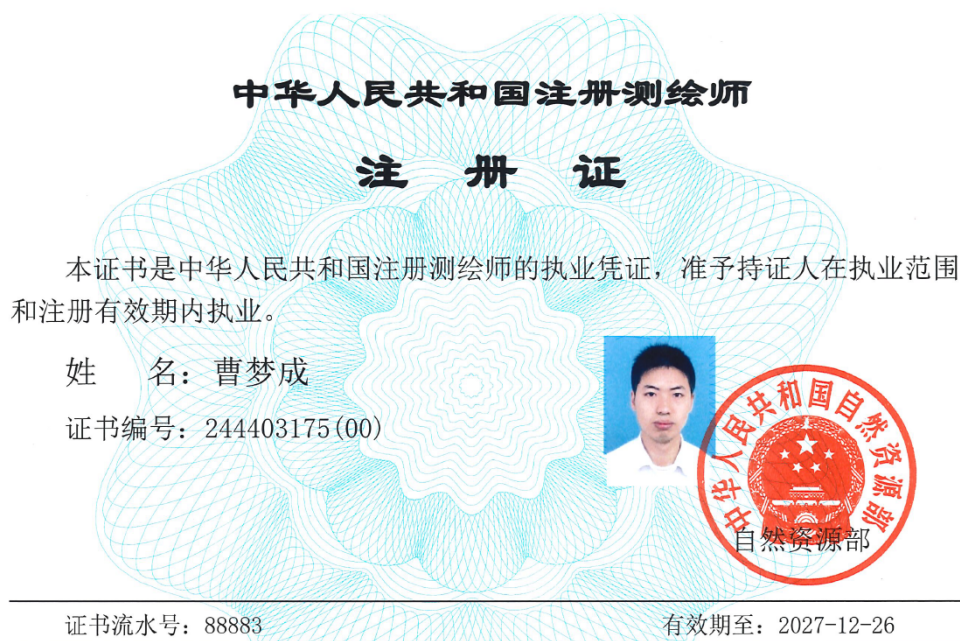 中华人民共和国注册测绘师
注 册 证
本证书是中华人民共和国注册测绘师的执业凭证，准予持证人在执业范围
和注册有效期内执业。
姓 名：曹梦成
证书编号：244403175(00)
中华人民共和国自然资源部
自然资源部
证书流水号：88883
有效期至：2027-12-26